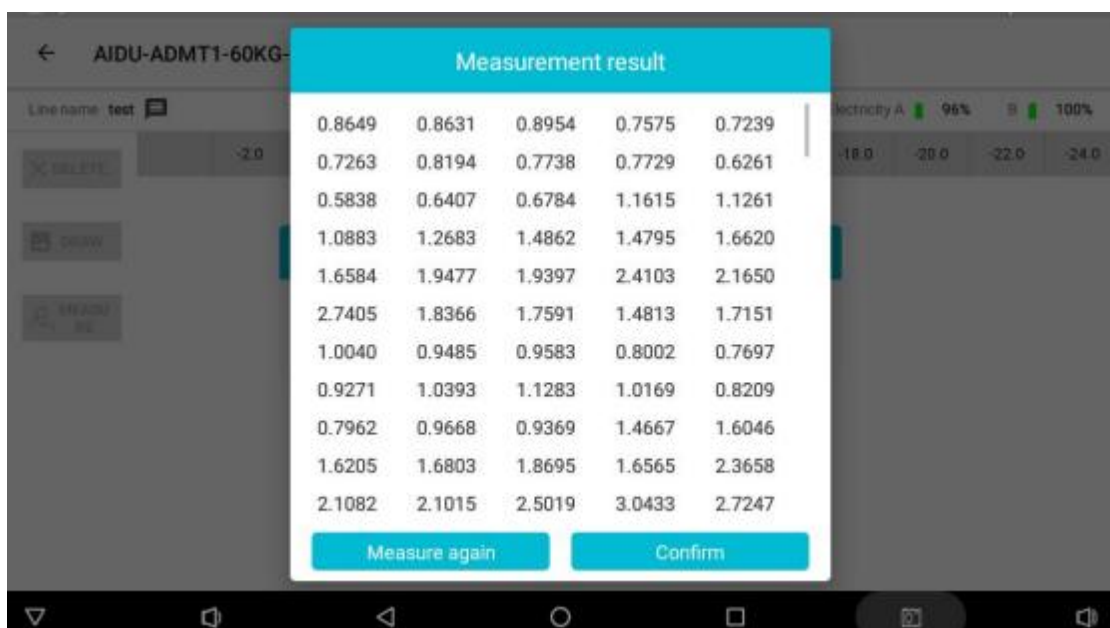 AIDU-ADMT1-60KG-
Measurement result
Line name test
Electricity A 96% B 100%
-2.0 -18.0 -20.0 -22.0 -24.0
DELETE
DRAW
0.8649 0.8631 0.8954 0.7575 0.7239
0.7263 0.8194 0.7738 0.7729 0.6261
0.5838 0.6407 0.6784 1.1615 1.1261
1.0883 1.2683 1.4862 1.4795 1.6620
1.6584 1.9477 1.9397 2.4103 2.1650
2.7405 1.8366 1.7591 1.4813 1.7151
1.0040 0.9485 0.9583 0.8002 0.7697
0.9271 1.0393 1.1283 1.0169 0.8209
0.7962 0.9668 0.9369 1.4667 1.6046
1.6205 1.6803 1.8695 1.6565 2.3658
2.1082 2.1015 2.5019 3.0433 2.7247
Measure again
Confirm